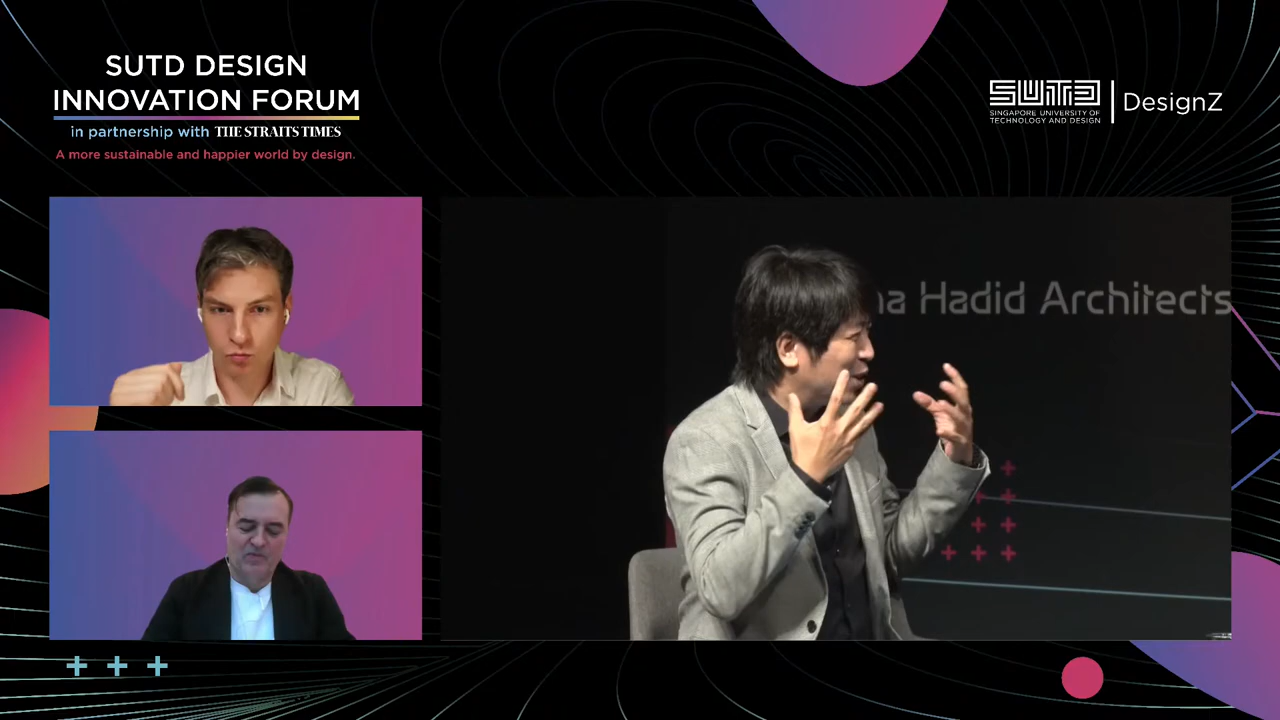 SUTD DESIGN
INNOVATION FORUM
in partnership with THE STRAITS TIMES
A more sustainable and happier world by design.
SUTD
SINGAPORE UNIVERSITY OF
TECHNOLOGY AND DESIGN
DesignZ
ha Hadid Architects